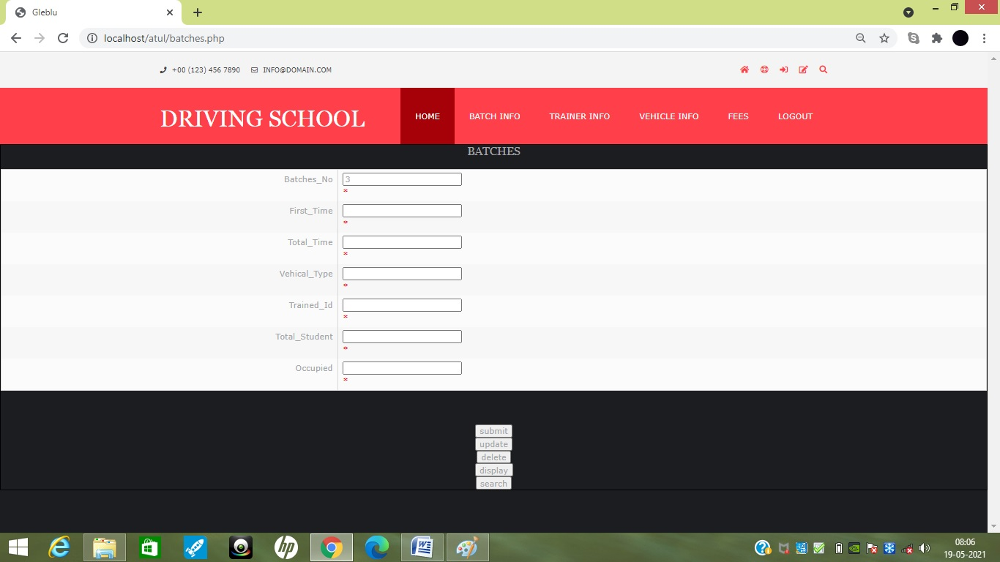 Gleblu
localhost/atul/batches.php
+00 (123) 456 7890 INFO@DOMAIN.COM
DRIVING SCHOOL HOME BATCH INFO TRAINER INFO VEHICLE INFO FEES LOGOUT
BATCHES
Batches_No 3
*
First_Time
*
Total_Time
*
Vehical_Type
*
Trained_Id
*
Total_Student
*
Occupied
*
submit
update
delete
display
search
hp
08:06
19-05-2021